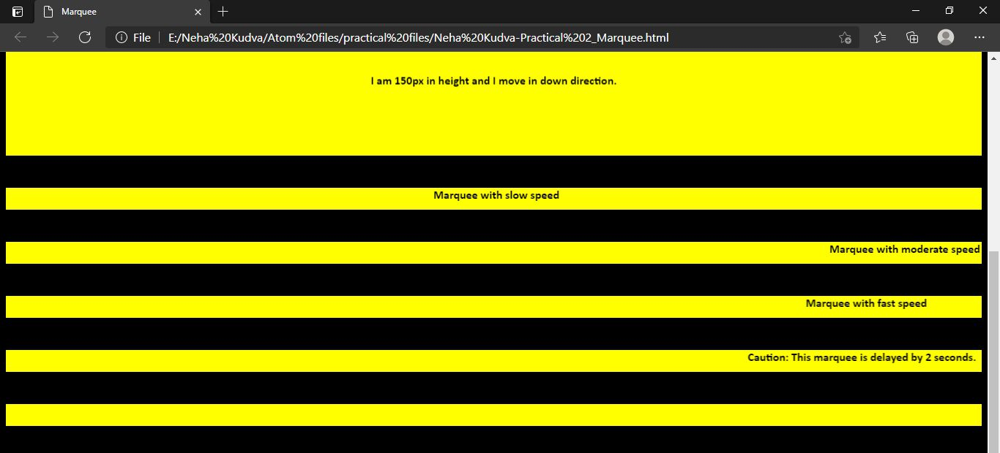 Marquee
File
E:/Neha%20Kudva/Atom%20files/practical%20files/Neha%20Kudva-Practical%202_Marquee.html
I am 150px in height and I move in down direction.
Marquee with slow speed
Marquee with moderate speed
Marquee with fast speed
Caution: This marquee is delayed by 2 seconds.